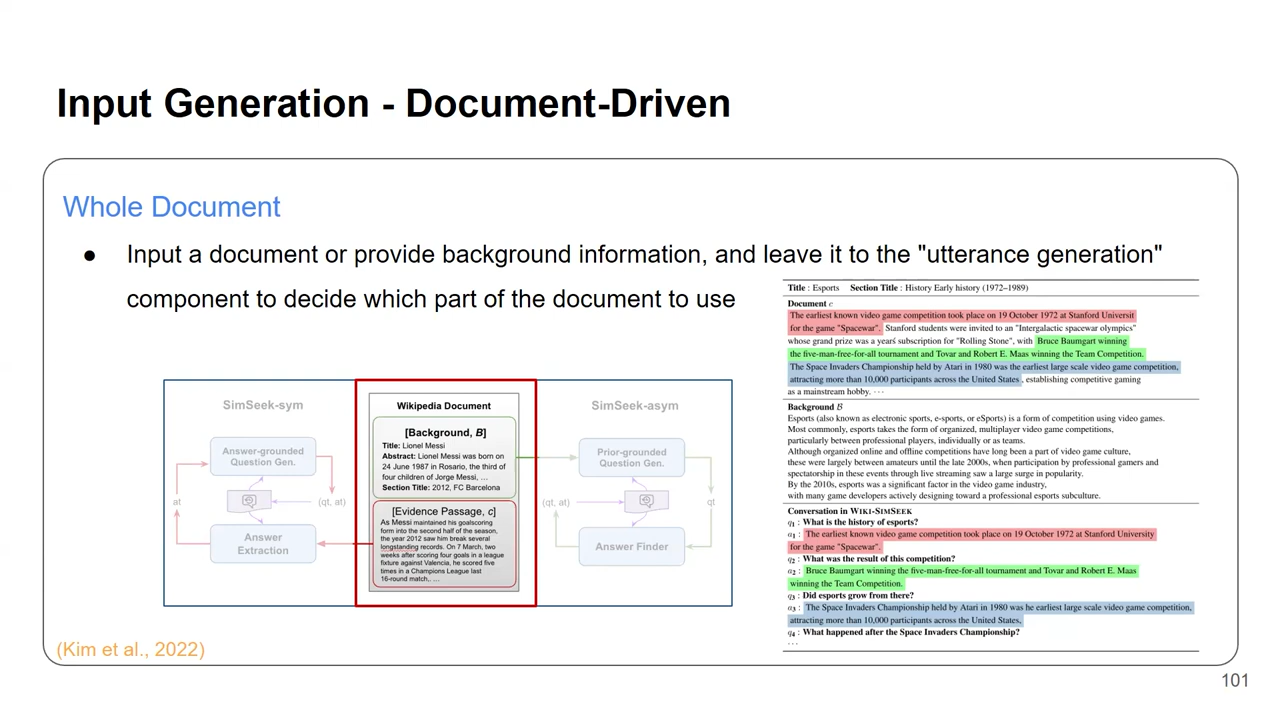 Input Generation - Document-Driven
Whole Document
● Input a document or provide background information, and leave it to the "utterance generation"
component to decide which part of the document to use
SimSeek-sym
Answer-grounded
Question Gen.
at
(qt, at)
Answer
Extraction
Wikipedia Document
[Background, B]
Title: Lionel Messi
Abstract: Lionel Messi was born on
24 June 1987 in Rosario, the third of
four children of Jorge Messi, ...
Section Title: 2012, FC Barcelona
[Evidence Passage, c]
As Messi maintained his goalscoring
form into the second half of the season,
the year 2012 saw him break several
longstanding records. On 7 March, two
weeks after scoring four goals in a league
fixture against Valencia, he scored five
times in a Champions League last
16-round match,. ...
SimSeek-asym
Prior-grounded
Question Gen.
(qt, at)
qt
Answer Finder
Title : Esports Section Title : History Early history (1972–1989)
Document c
The earliest known video game competition took place on 19 October 1972 at Stanford Universit
for the game "Spacewar". Stanford students were invited to an "Intergalactic spacewar olympics"
whose grand prize was a years' subscription for "Rolling Stone", with Bruce Baumgart winning
the five-man-free-for-all tournament and Tovar and Robert E. Maas winning the Team Competition.
The Space Invaders Championship held by Atari in 1980 was the earliest large scale video game competition,
attracting more than 10,000 participants across the United States , establishing competitive gaming
as a mainstream hobby. ···
Background B
Esports (also known as electronic sports, e-sports, or eSports) is a form of competition using video games.
Most commonly, esports takes the form of organized, multiplayer video game competitions,
particularly between professional players, individually or as teams.
Although organized online and offline competitions have long been a part of video game culture,
these were largely between amateurs until the late 2000s, when participation by professional gamers and
spectatorship in these events through live streaming saw a large surge in popularity.
By the 2010s, esports was a significant factor in the video game industry,
with many game developers actively designing toward a professional esports subculture.
Conversation in WIKI-SIMSEEK
q1 : What is the history of esports?
a1 : The earliest known video game competition took place on 19 October 1972 at Stanford University
for the game "Spacewar".
q2 : What was the result of this competition?
a2 : Bruce Baumgart winning the five-man-free-for-all tournament and Tovar and Robert E. Maas
winning the Team Competition.
q3 : Did esports grow from there?
a3 : The Space Invaders Championship held by Atari in 1980 was he earliest large scale video game competition,
attracting more than 10,000 participants across the United States,
q4 : What happened after the Space Invaders Championship?
···
(Kim et al., 2022)
101